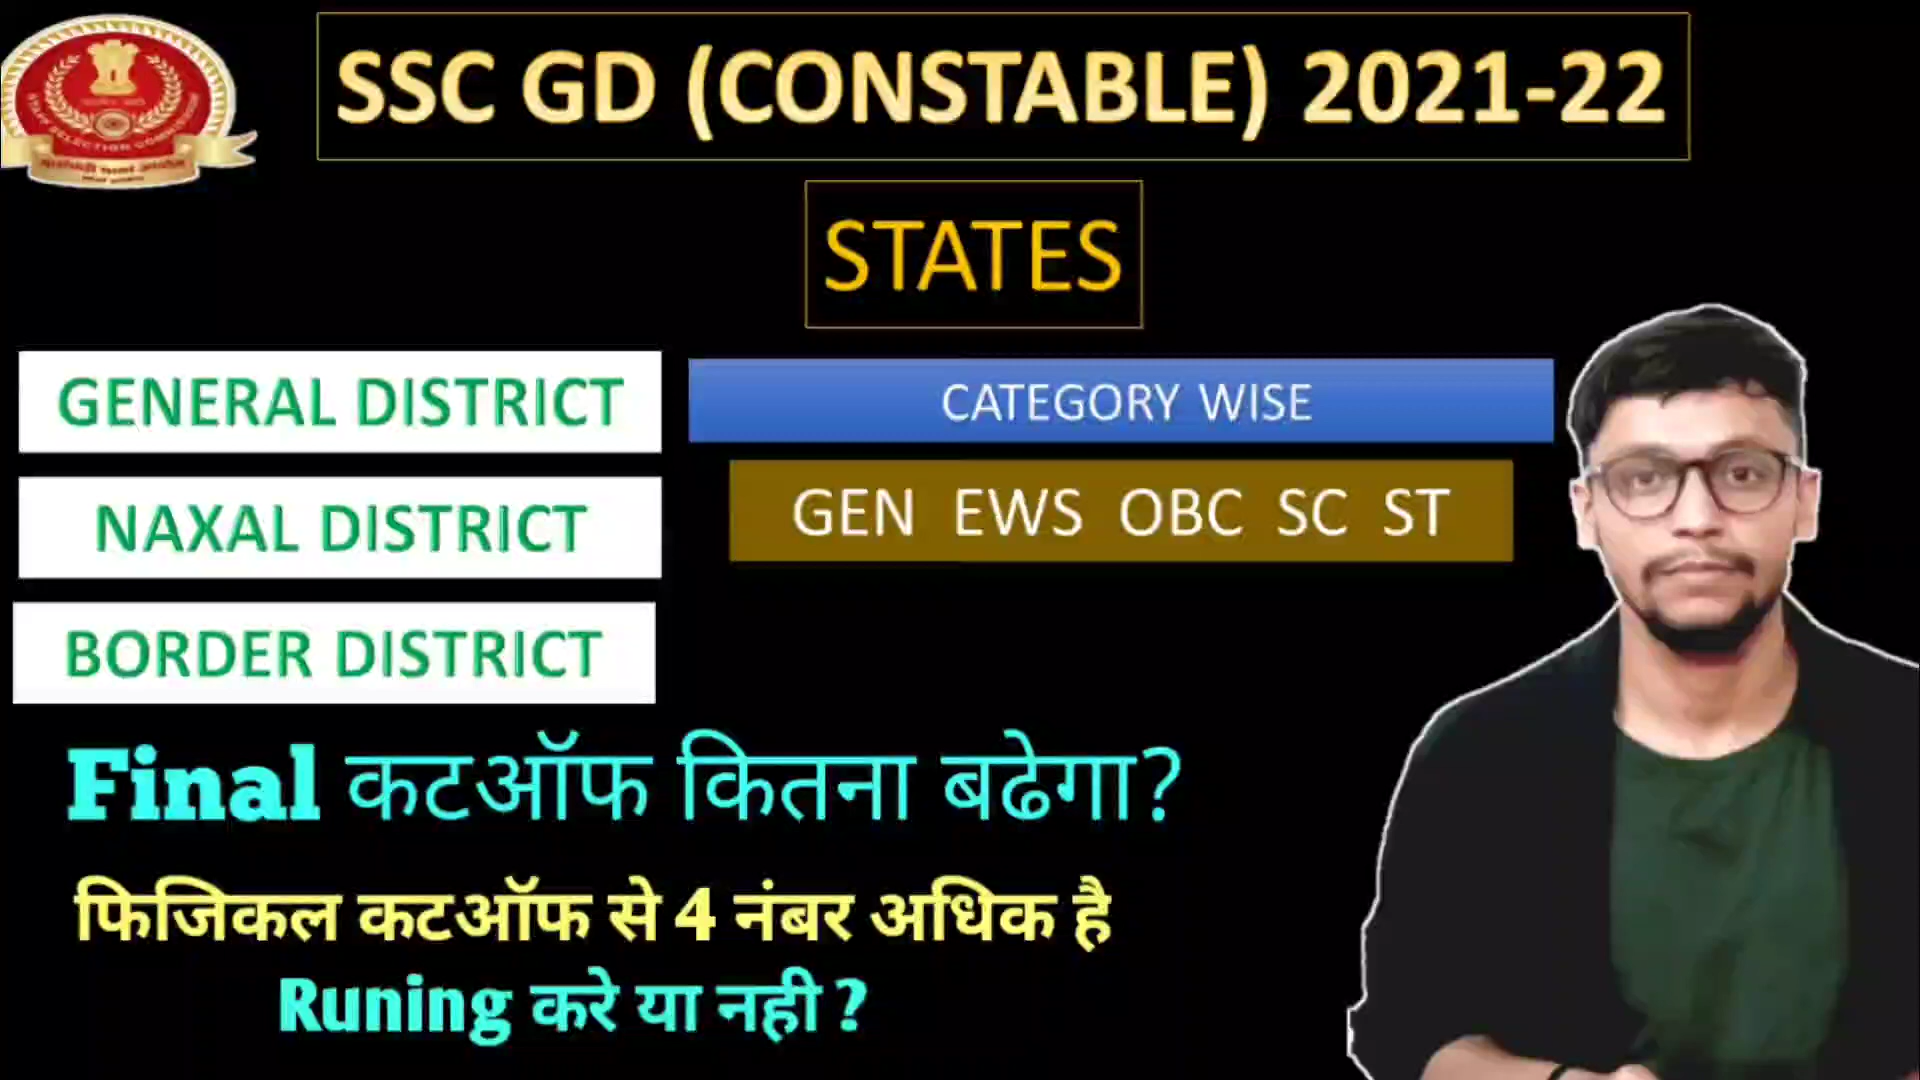 SSC GD (CONSTABLE) 2021-22
STATES
GENERAL DISTRICT
CATEGORY WISE
NAXAL DISTRICT
GEN EWS OBC SC ST
BORDER DISTRICT
Final कटऑफ कितना बढेगा?
फिजिकल कटऑफ से 4 नंबर अधिक है
Runing करे या नही ?